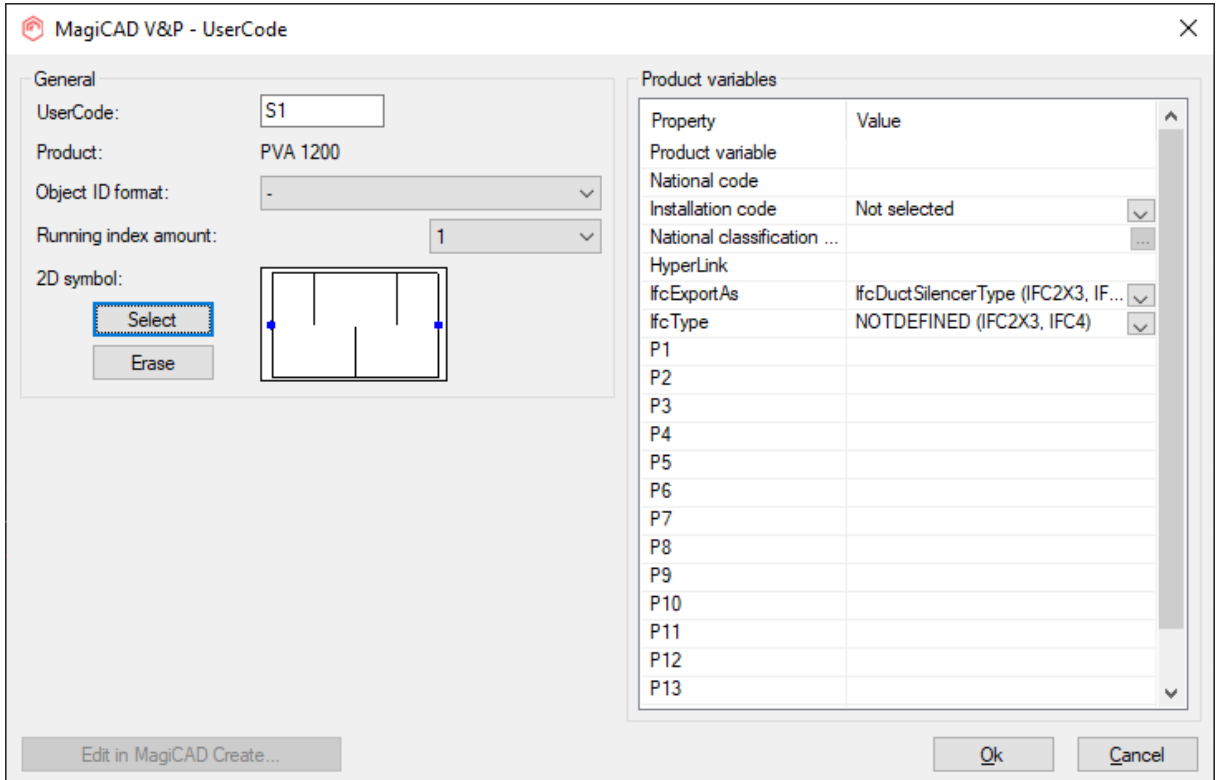 MagiCAD V&P - UserCode
General
UserCode: S1
Product: PVA 1200
Object ID format: -
Running index amount: 1
2D symbol:
Select
Erase
Product variables
Property Value
Product variable
National code
Installation code Not selected
National classification ... ...
HyperLink
IfcExportAs IfcDuctSilencerType (IFC2X3, IF...
IfcType NOTDEFINED (IFC2X3, IFC4)
P1
P2
P3
P4
P5
P6
P7
P8
P9
P10
P11
P12
P13
Edit in MagiCAD Create...
Ok Cancel